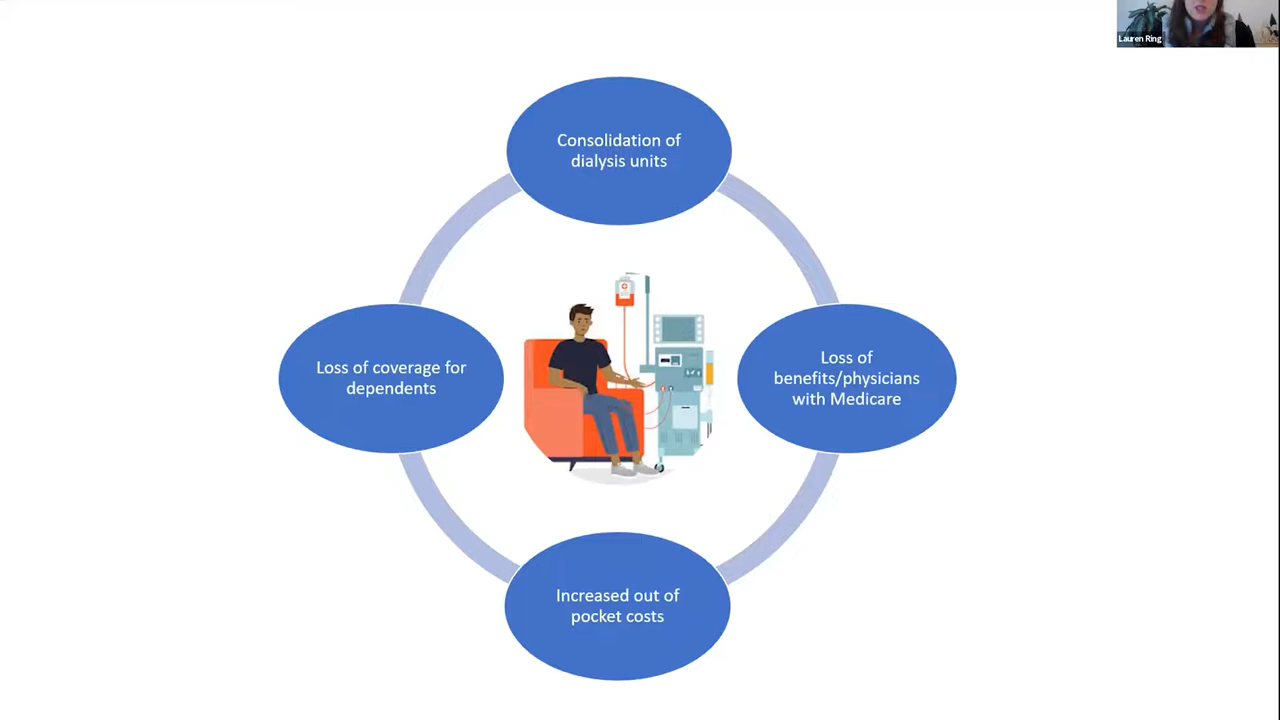 Lauren Ring
Consolidation of
dialysis units
Loss of coverage for
dependents
Loss of
benefits/physicians
with Medicare
Increased out of
pocket costs